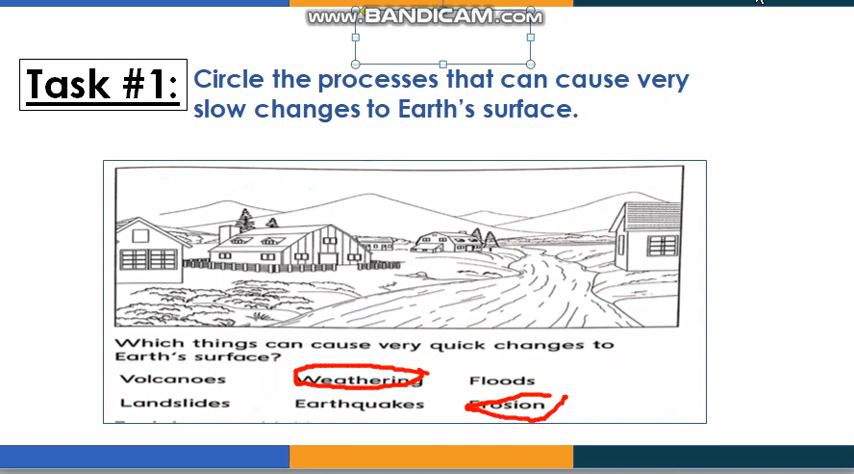 www.BANDICAM.com
Task #1:
Circle the processes that can cause very
slow changes to Earth's surface.
Which things can cause very quick changes to
Earth's surface?
Volcanoes Weathering Floods
Landslides Earthquakes Erosion